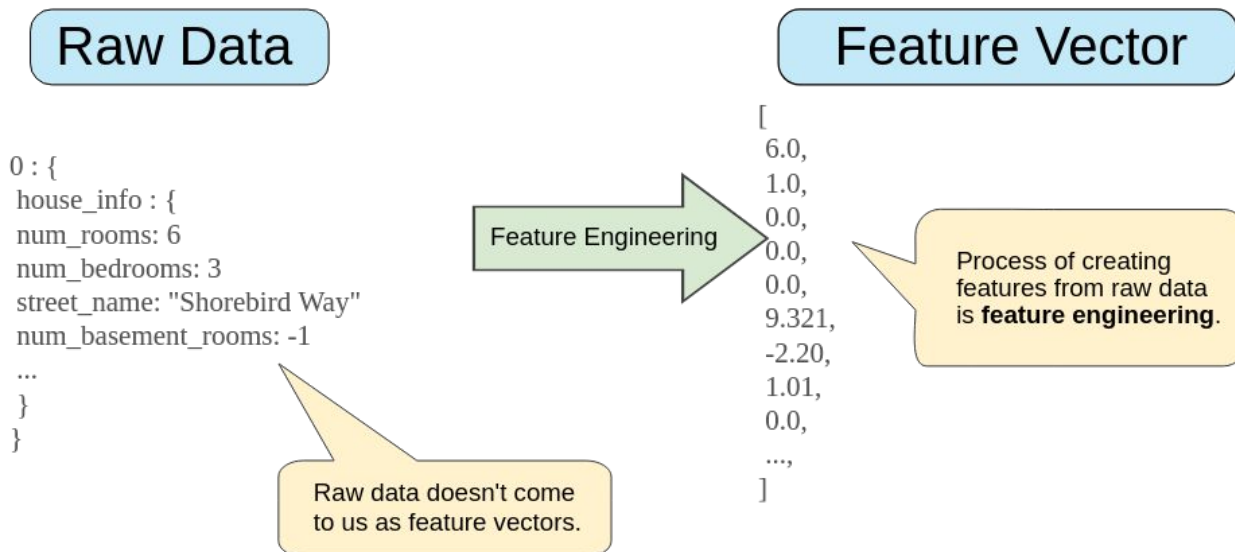 Raw Data
0 : {
house_info : {
num_rooms: 6
num_bedrooms: 3
street_name: "Shorebird Way"
num_basement_rooms: -1
...
}
}
Raw data doesn't come
to us as feature vectors.
Feature Engineering
Feature Vector
[
6.0,
1.0,
0.0,
0.0,
0.0,
9.321,
-2.20,
1.01,
0.0,
...,
]
Process of creating
features from raw data
is feature engineering.